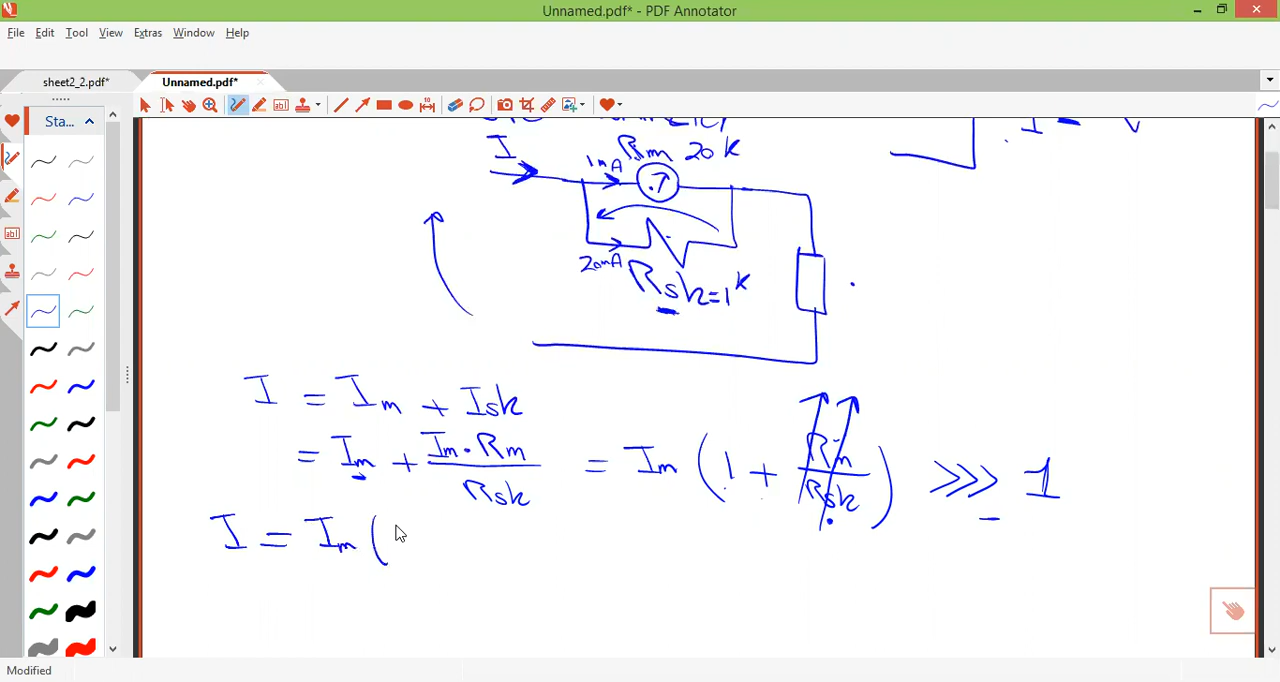 Unnamed.pdf* - PDF Annotator
File Edit Tool View Extras Window Help
sheet2_2.pdf* Unnamed.pdf*
Sta...
I = V
I
1mA Rm 20k
20mA
Rsh=1k
I = Im + Ish
= Im + Im·Rm / Rsh = Im ( 1 + Rm / Rsh ) >>> 1
I = Im (
Modified